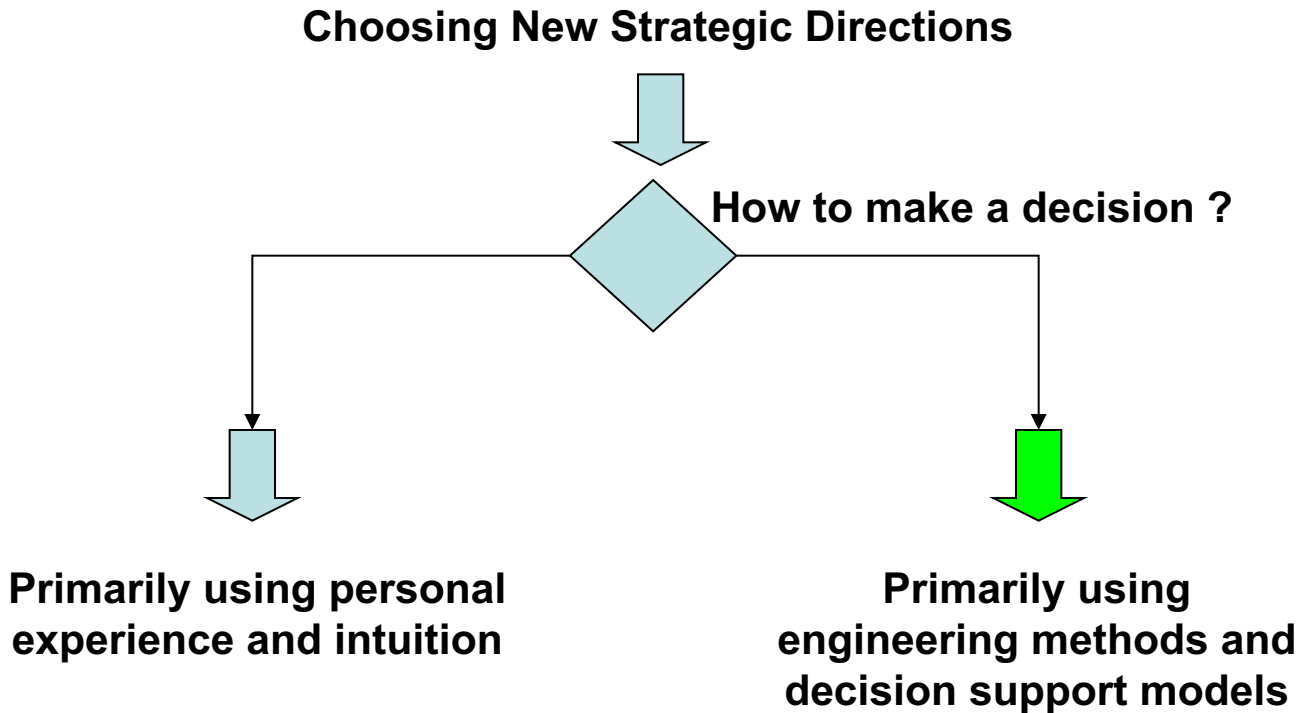 Choosing New Strategic Directions
How to make a decision ?
Primarily using personal
experience and intuition
Primarily using
engineering methods and
decision support models